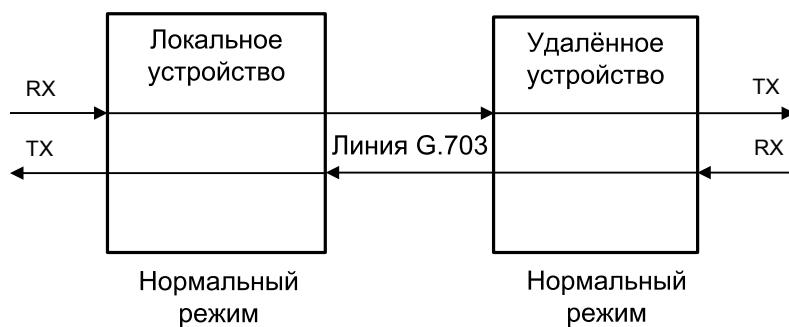 Локальное
устройство
Удалённое
устройство
RX
TX
TX
Линия G.703
RX
Нормальный
режим
Нормальный
режим